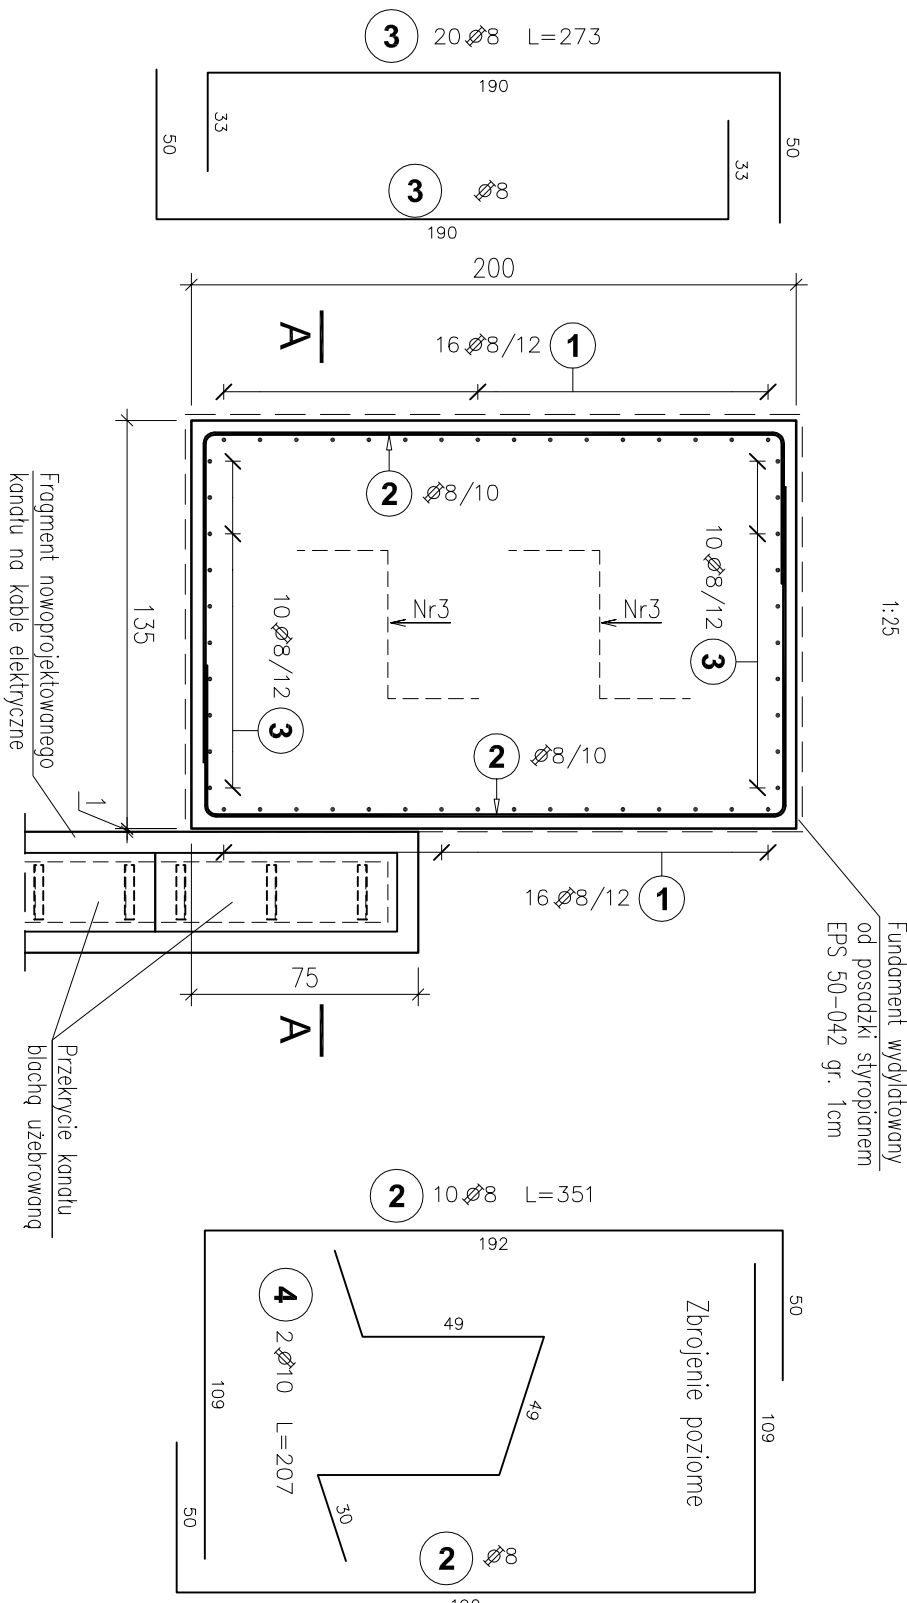 3 20 ⌀8 L=273
190
33
50
50
33
3 ⌀8
190
200
A
16 ⌀8/12 1
2 ⌀8/10
10 ⌀8/12 3
Nr3
Nr3
10 ⌀8/12 3
2 ⌀8/10
135
1
1:25
Fragment nowoprojektowanego
kanału na kable elektryczne
16 ⌀8/12 1
75
A
Fundament wydylatowany
od posadzki styropianem
EPS 50-042 gr. 1cm
Przekrycie kanału
blachą użebrowaną
2 10 ⌀8 L=351
192
50
109
Zbrojenie poziome
4 2 ⌀10 L=207
49
49
30
109
50
2 ⌀8